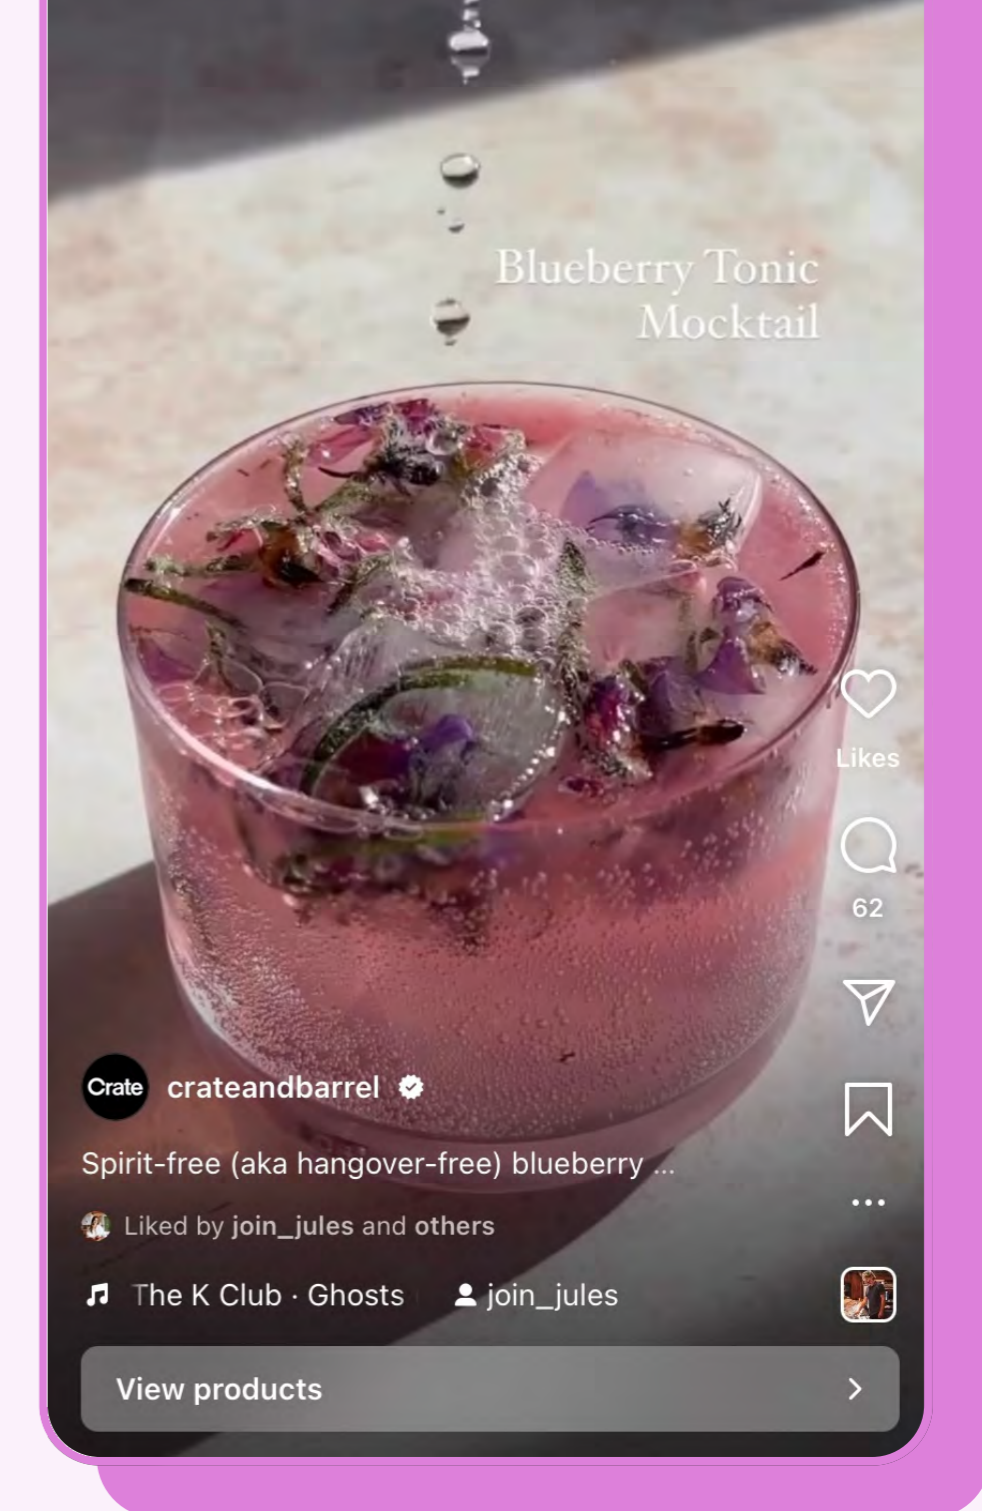 Blueberry Tonic
Mocktail
Likes
62
Crate
crateandbarrel
Spirit-free (aka hangover-free) blueberry ...
Liked by join_jules and others
The K Club · Ghosts
join_jules
View products